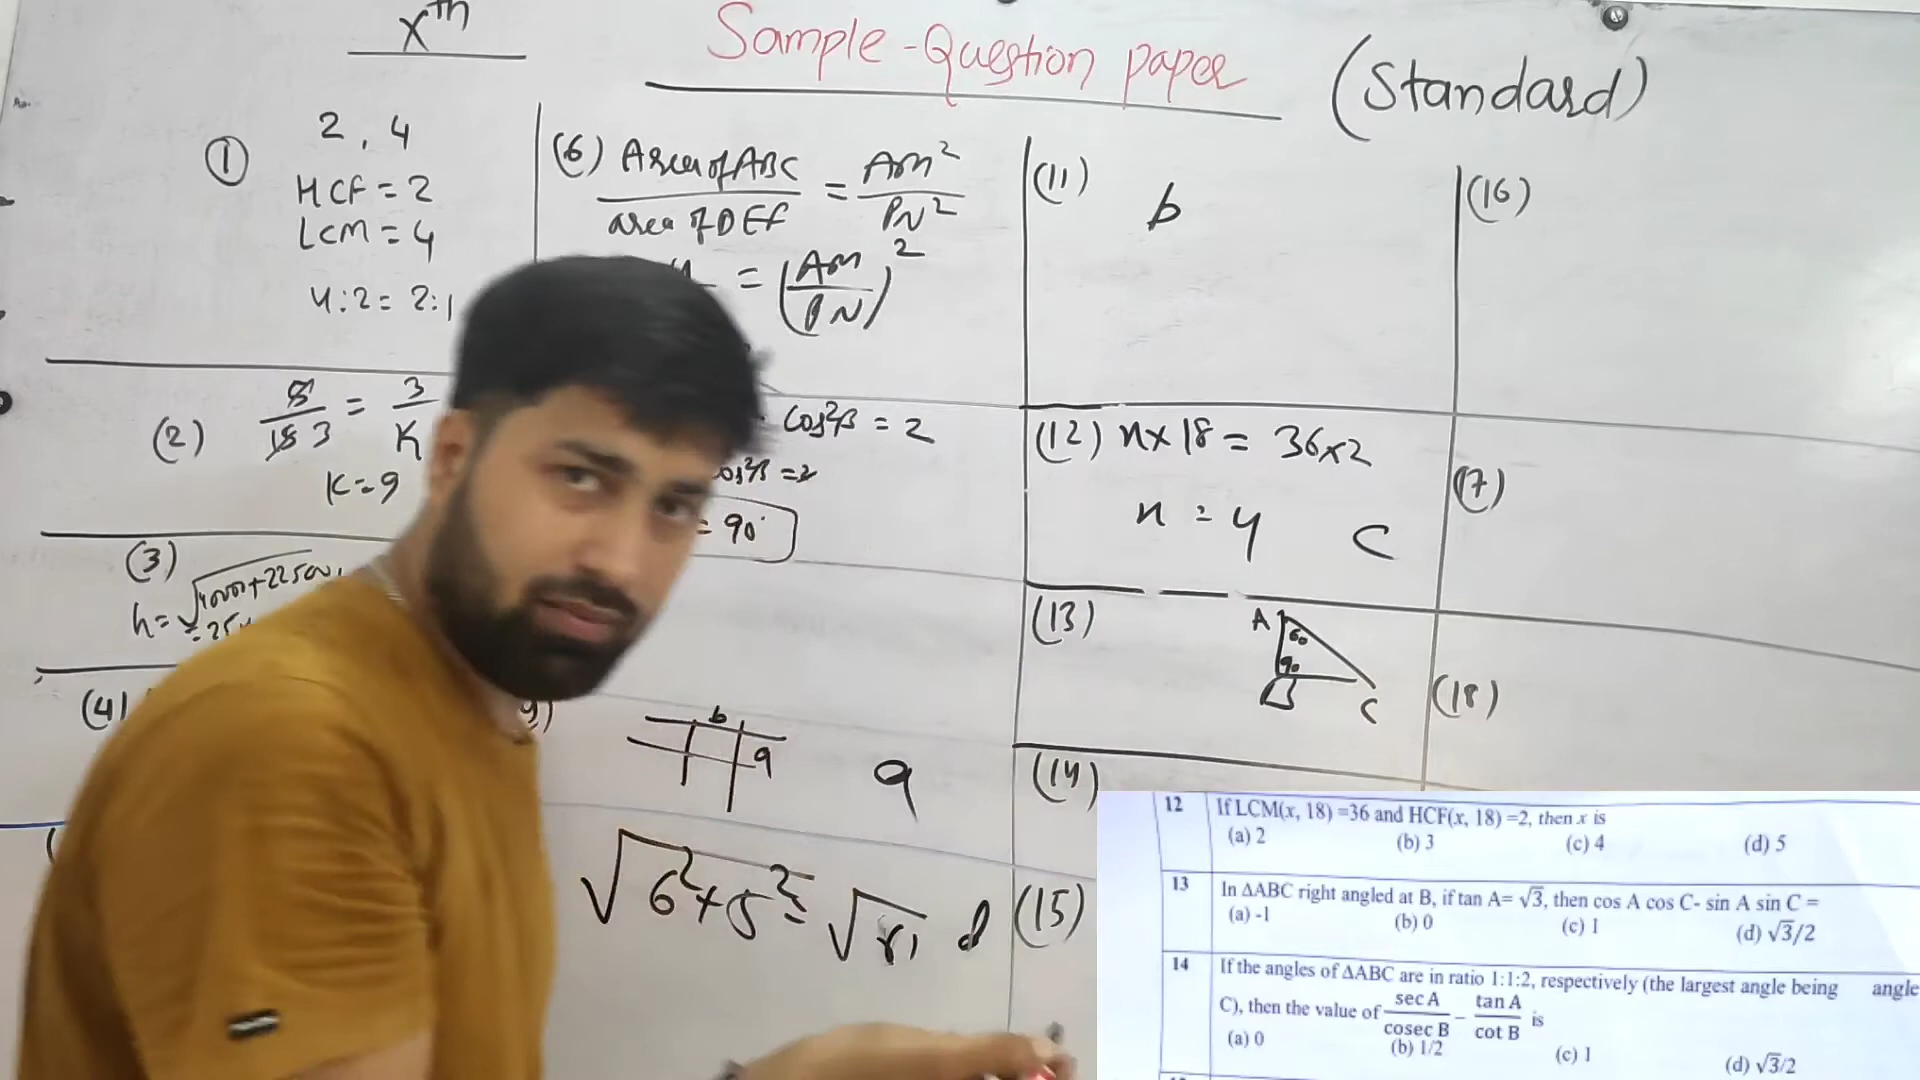 Xth
Sample-Question paper (Standard)
(1) 2, 4
HCF = 2
LCM = 4
4:2 = 2:1
(2) 5/15 3 = 3/K
K=9
(3)
h=
(4)
(6) Area of ABC / area of DEF = AM² / PN²
= (AM/PN)²
cos²β = 2
= 90°
9)
b
a
a
√6²+5² = √61 d
(11) b
(12) n×18 = 36×2
n = 4 C
(13) A
60
90
B
C
(14)
(15)
(16)
(17)
(18)
12 If LCM(x, 18) =36 and HCF(x, 18) =2, then x is
(a) 2 (b) 3 (c) 4 (d) 5
13 In ΔABC right angled at B, if tan A= √3, then cos A cos C- sin A sin C =
(a) -1 (b) 0 (c) 1 (d) √3/2
14 If the angles of ΔABC are in ratio 1:1:2, respectively (the largest angle being angle
C), then the value of sec A / cosec B – tan A / cot B is
(a) 0 (b) 1/2 (c) 1 (d) √3/2